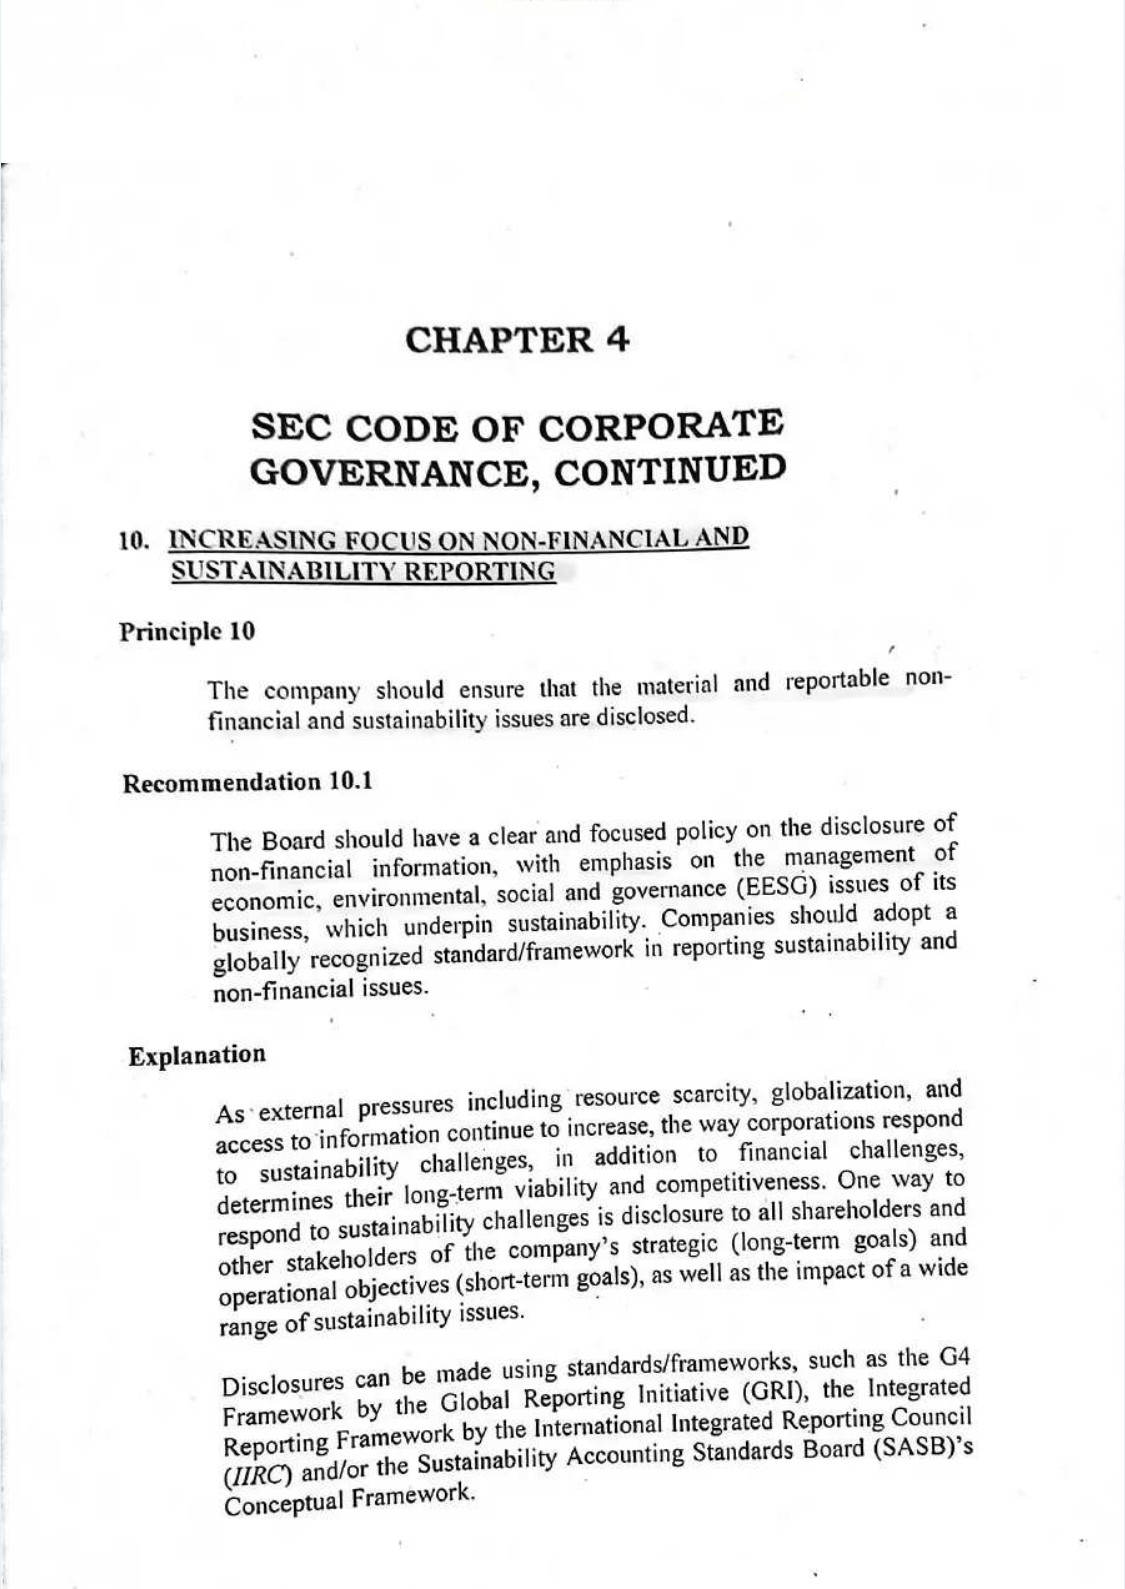 CHAPTER 4
SEC CODE OF CORPORATE
GOVERNANCE, CONTINUED
10. INCREASING FOCUS ON NON-FINANCIAL AND
SUSTAINABILITY REPORTING
Principle 10
The company should ensure that the material and reportable non-
financial and sustainability issues are disclosed.
Recommendation 10.1
The Board should have a clear and focused policy on the disclosure of
non-financial information, with emphasis on the management of
economic, environmental, social and governance (EESG) issues of its
business, which underpin sustainability. Companies should adopt a
globally recognized standard/framework in reporting sustainability and
non-financial issues.
Explanation
As external pressures including resource scarcity, globalization, and
access to information continue to increase, the way corporations respond
to sustainability challenges, in addition to financial challenges,
determines their long-term viability and competitiveness. One way to
respond to sustainability challenges is disclosure to all shareholders and
other stakeholders of the company's strategic (long-term goals) and
operational objectives (short-term goals), as well as the impact of a wide
range of sustainability issues.
Disclosures can be made using standards/frameworks, such as the G4
Framework by the Global Reporting Initiative (GRI), the Integrated
Reporting Framework by the International Integrated Reporting Council
(IIRC) and/or the Sustainability Accounting Standards Board (SASB)'s
Conceptual Framework.